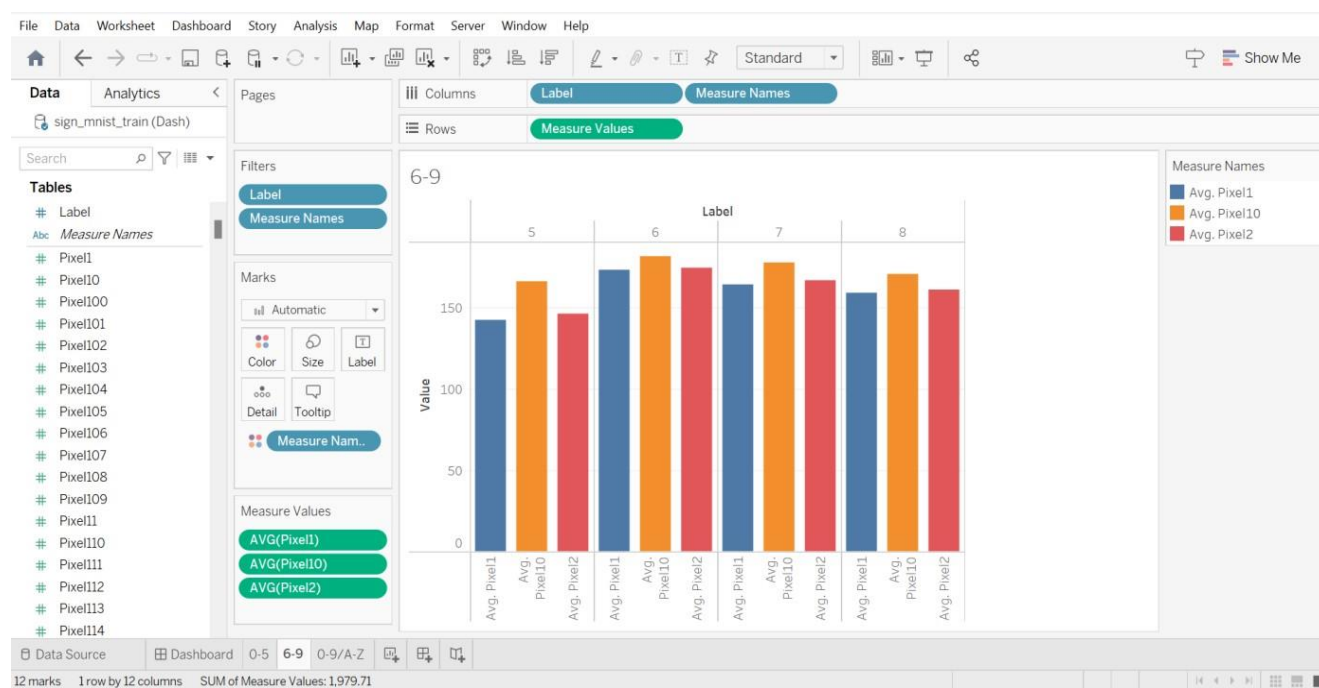 File Data Worksheet Dashboard Story Analysis Map Format Server Window Help
Standard
Show Me
Data Analytics
sign_mnist_train (Dash)
Search
Tables
# Label
Abc Measure Names
# Pixel1
# Pixel10
# Pixel100
# Pixel101
# Pixel102
# Pixel103
# Pixel104
# Pixel105
# Pixel106
# Pixel107
# Pixel108
# Pixel109
# Pixel11
# Pixel110
# Pixel111
# Pixel112
# Pixel113
# Pixel114
Pages
Filters
Label
Measure Names
Marks
Automatic
Color Size Label
Detail Tooltip
Measure Nam..
Measure Values
AVG(Pixel1)
AVG(Pixel10)
AVG(Pixel2)
Columns Label Measure Names
Rows Measure Values
6-9
Label
5 6 7 8
Value
150
100
50
0
Avg. Pixel1
Avg. Pixel10
Avg. Pixel2
Avg. Pixel1
Avg. Pixel10
Avg. Pixel2
Avg. Pixel1
Avg. Pixel10
Avg. Pixel2
Avg. Pixel1
Avg. Pixel10
Avg. Pixel2
Measure Names
Avg. Pixel1
Avg. Pixel10
Avg. Pixel2
Data Source Dashboard 0-5 6-9 0-9/A-Z
12 marks 1 row by 12 columns SUM of Measure Values: 1,979.71